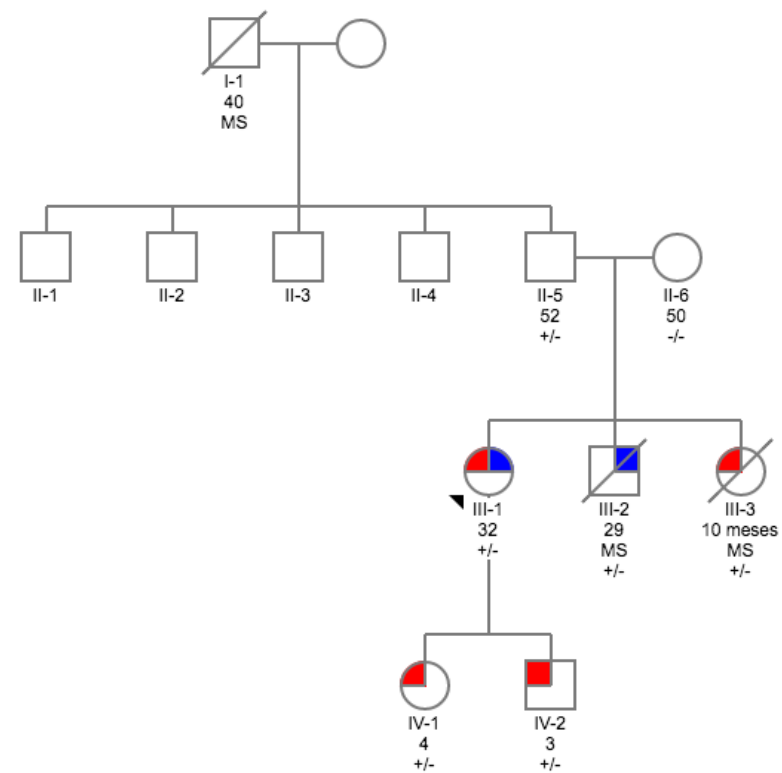 I-1
40
MS
II-1
II-2
II-3
II-4
II-5
52
+/-
II-6
50
-/-
III-1
32
+/-
III-2
29
MS
+/-
III-3
10 meses
MS
+/-
IV-1
4
+/-
IV-2
3
+/-